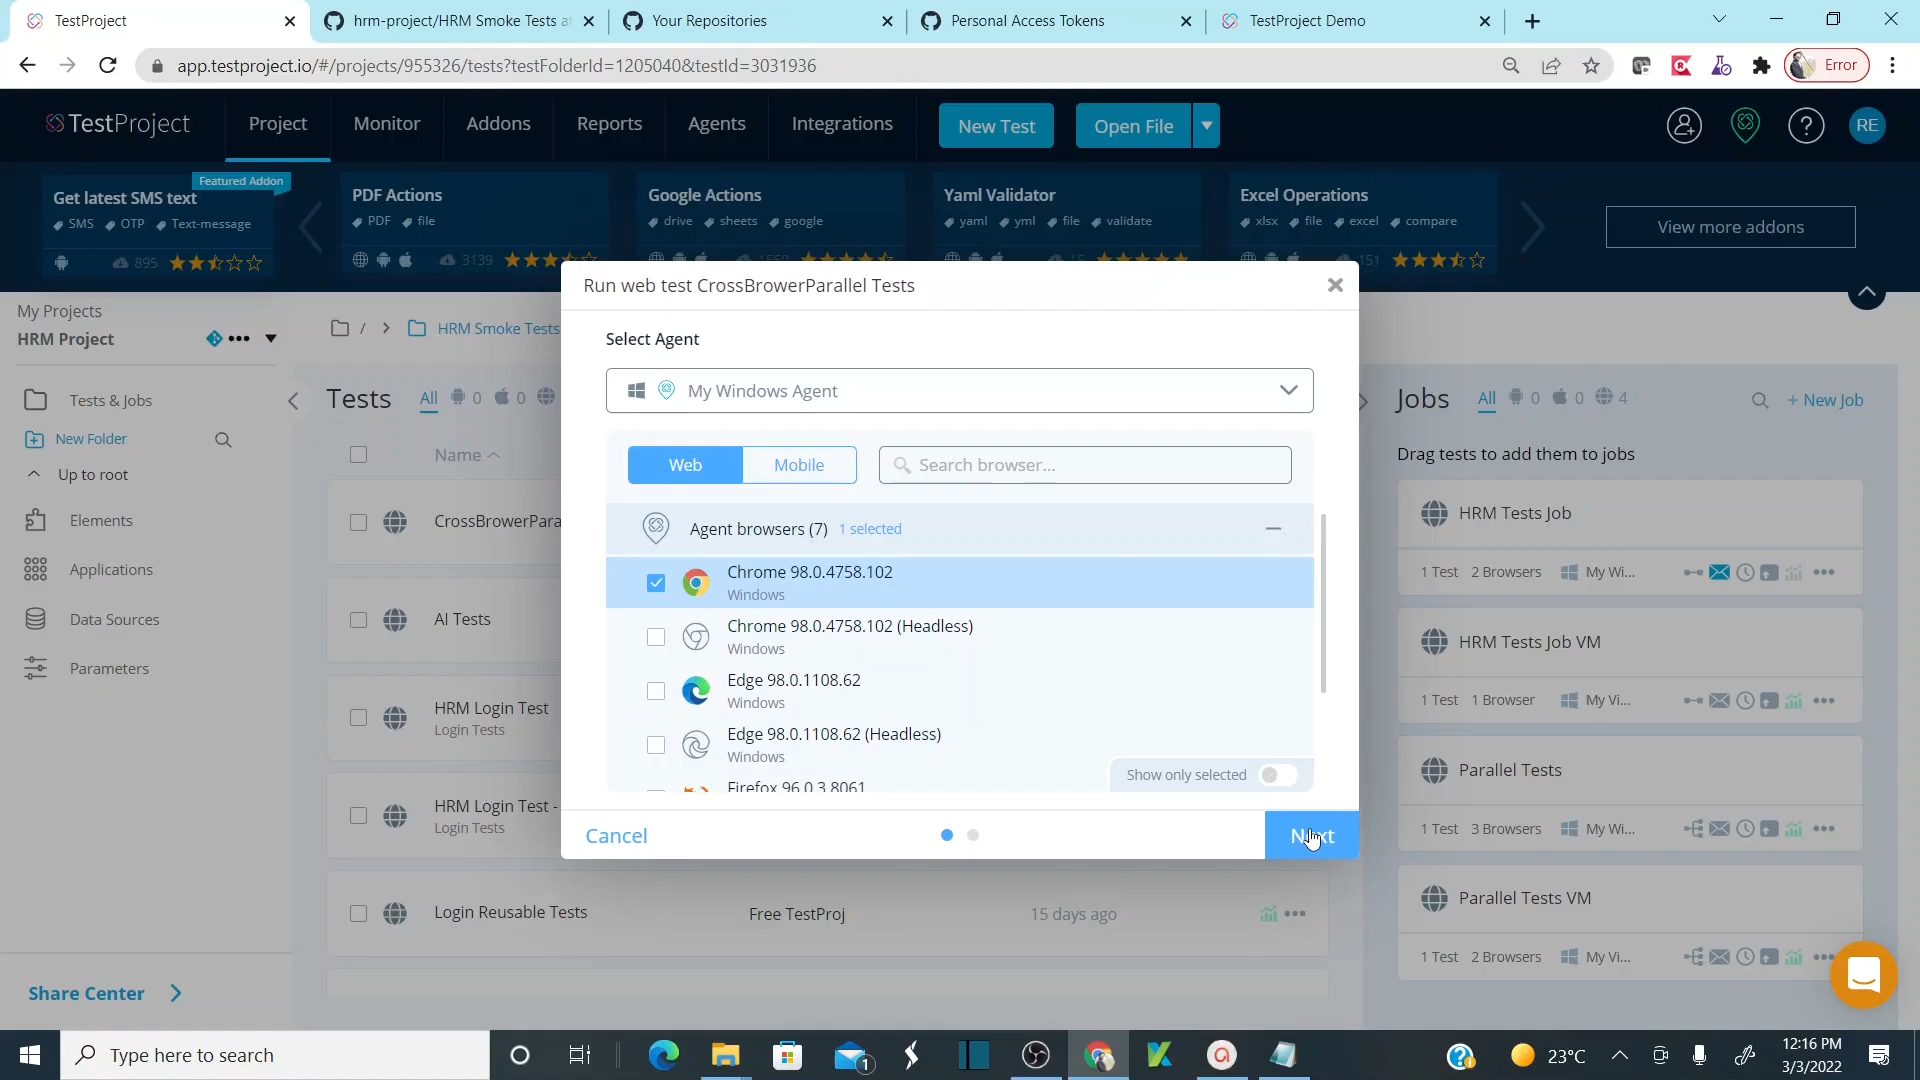 TestProject
hrm-project/HRM Smoke Tests at
Your Repositories
Personal Access Tokens
TestProject Demo
app.testproject.io/#/projects/955326/tests?testFolderId=1205040&testId=3031936
Error
TestProject
Project
Monitor
Addons
Reports
Agents
Integrations
New Test
Open File
RE
Featured Addon
Get latest SMS text
SMS OTP Text-message
895
PDF Actions
PDF file
3139
Google Actions
drive sheets google
1550
Yaml Validator
yaml yml file validate
15
Excel Operations
xlsx file excel compare
151
View more addons
My Projects
HRM Project
/ > HRM Smoke Tests
Tests & Jobs
New Folder
Up to root
Elements
Applications
Data Sources
Parameters
Share Center
Tests
All 0 0
Name
CrossBrowerPara
AI Tests
HRM Login Test
Login Tests
HRM Login Test -
Login Tests
Login Reusable Tests
Free TestProj
15 days ago
Run web test CrossBrowerParallel Tests
Select Agent
My Windows Agent
Web
Mobile
Search browser...
Agent browsers (7) 1 selected
Chrome 98.0.4758.102
Windows
Chrome 98.0.4758.102 (Headless)
Windows
Edge 98.0.1108.62
Windows
Edge 98.0.1108.62 (Headless)
Windows
Firefox 96.0.3.8061
Show only selected
Cancel
Next
Jobs
All 0 0 4
+ New Job
Drag tests to add them to jobs
HRM Tests Job
1 Test 2 Browsers My Wi...
HRM Tests Job VM
1 Test 1 Browser My Vi...
Parallel Tests
1 Test 3 Browsers My Wi...
Parallel Tests VM
1 Test 2 Browsers My Vi...
Type here to search
1
23°C
12:16 PM
3/3/2022